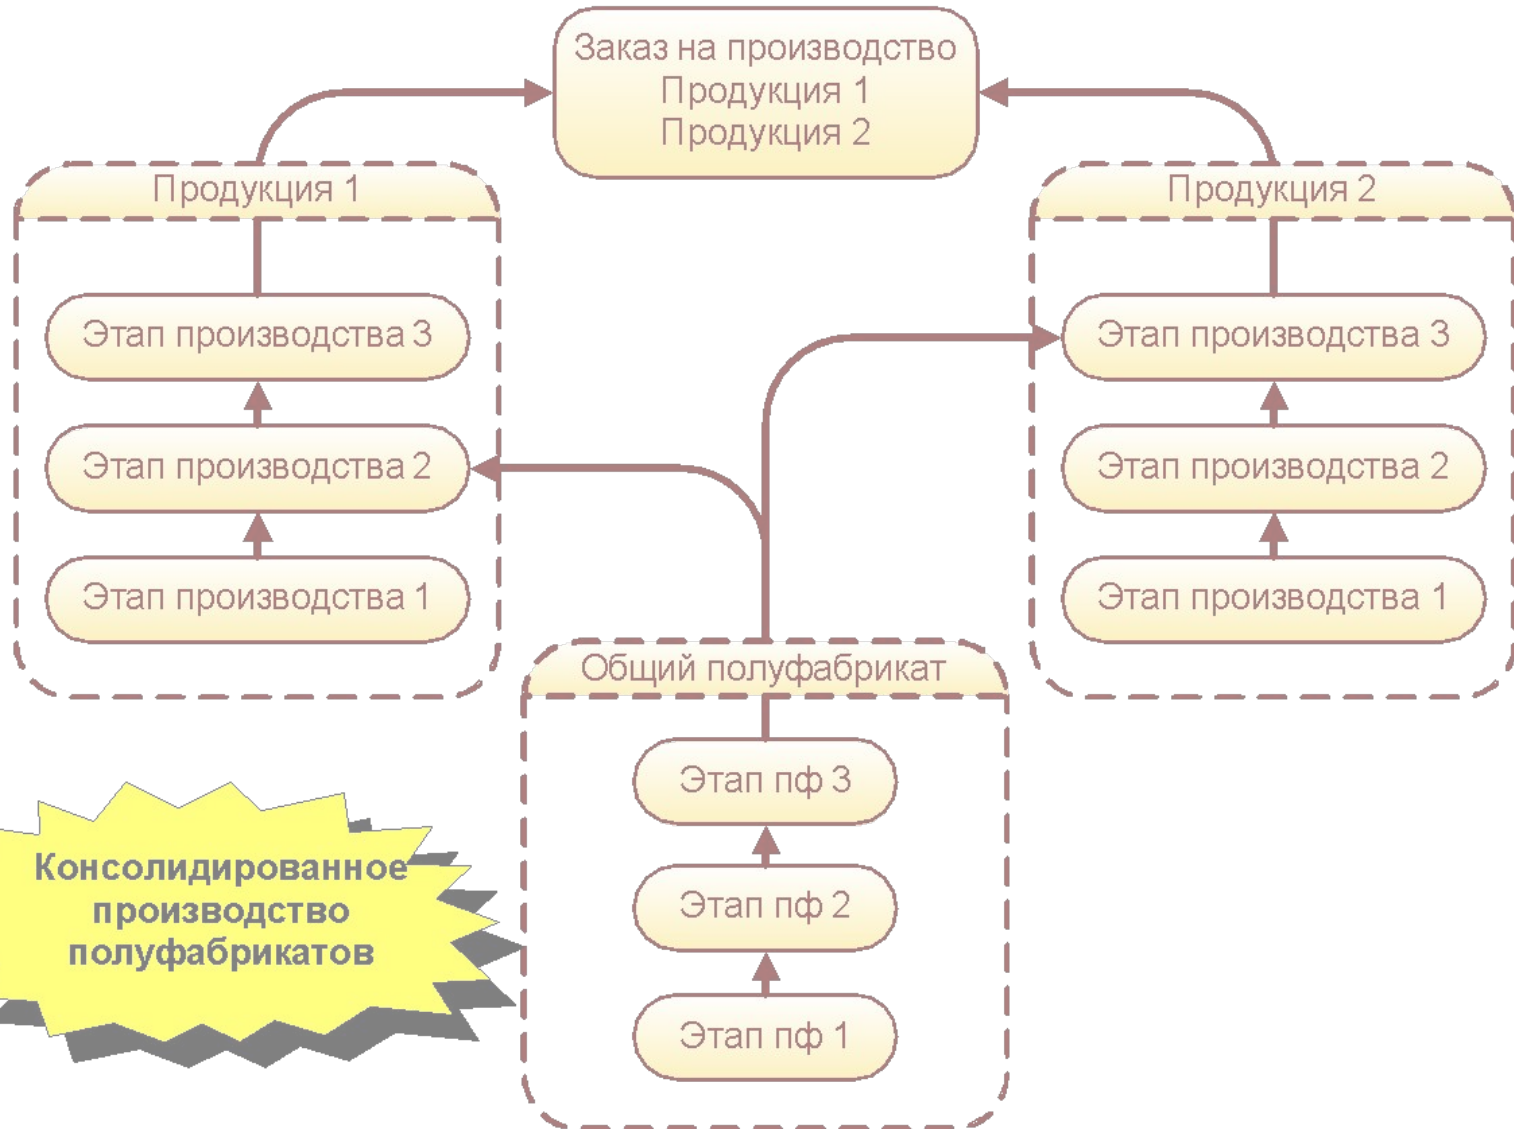 Заказ на производство
Продукция 1
Продукция 2
Продукция 1
Этап производства 3
Этап производства 2
Этап производства 1
Продукция 2
Этап производства 3
Этап производства 2
Этап производства 1
Общий полуфабрикат
Этап пф 3
Этап пф 2
Этап пф 1
Консолидированное
производство
полуфабрикатов